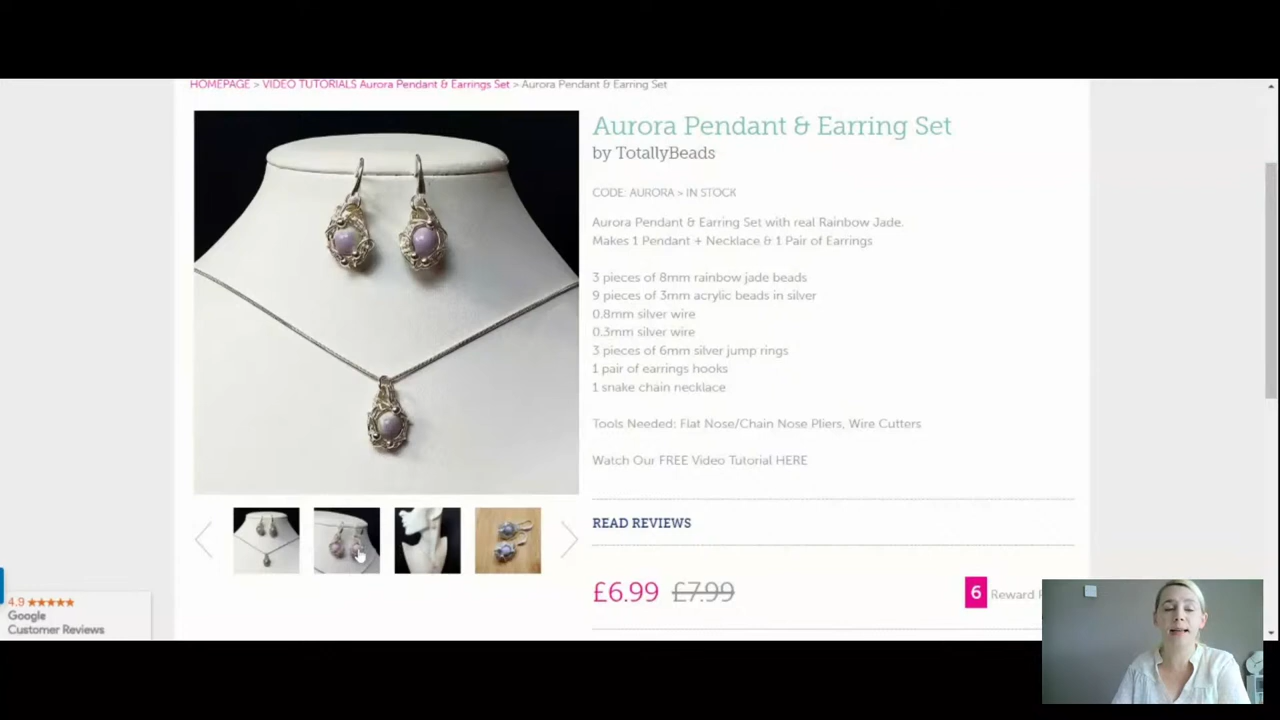 HOMEPAGE > VIDEO TUTORIALS Aurora Pendant & Earrings Set > Aurora Pendant & Earring Set
Aurora Pendant & Earring Set
by TotallyBeads
CODE: AURORA > IN STOCK
Aurora Pendant & Earring Set with real Rainbow Jade.
Makes 1 Pendant + Necklace & 1 Pair of Earrings
3 pieces of 8mm rainbow jade beads
9 pieces of 3mm acrylic beads in silver
0.8mm silver wire
0.3mm silver wire
3 pieces of 6mm silver jump rings
1 pair of earrings hooks
1 snake chain necklace
Tools Needed: Flat Nose/Chain Nose Pliers, Wire Cutters
Watch Our FREE Video Tutorial HERE
READ REVIEWS
£6.99 £7.99
6 Reward
4.9 ★★★★★
Google
Customer Reviews